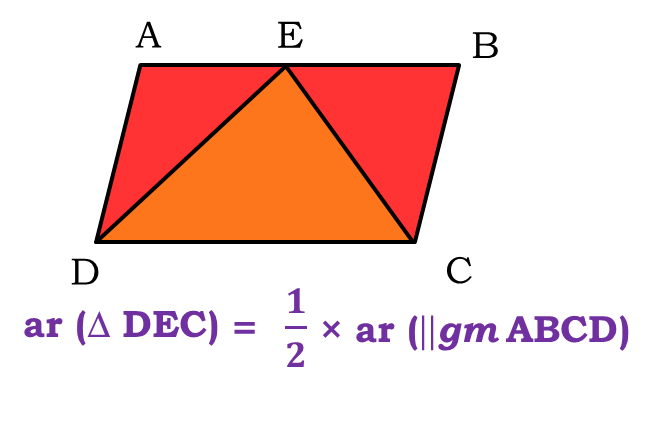 A E B
D C
ar (∆ DEC) = 1/2 × ar (||gm ABCD)